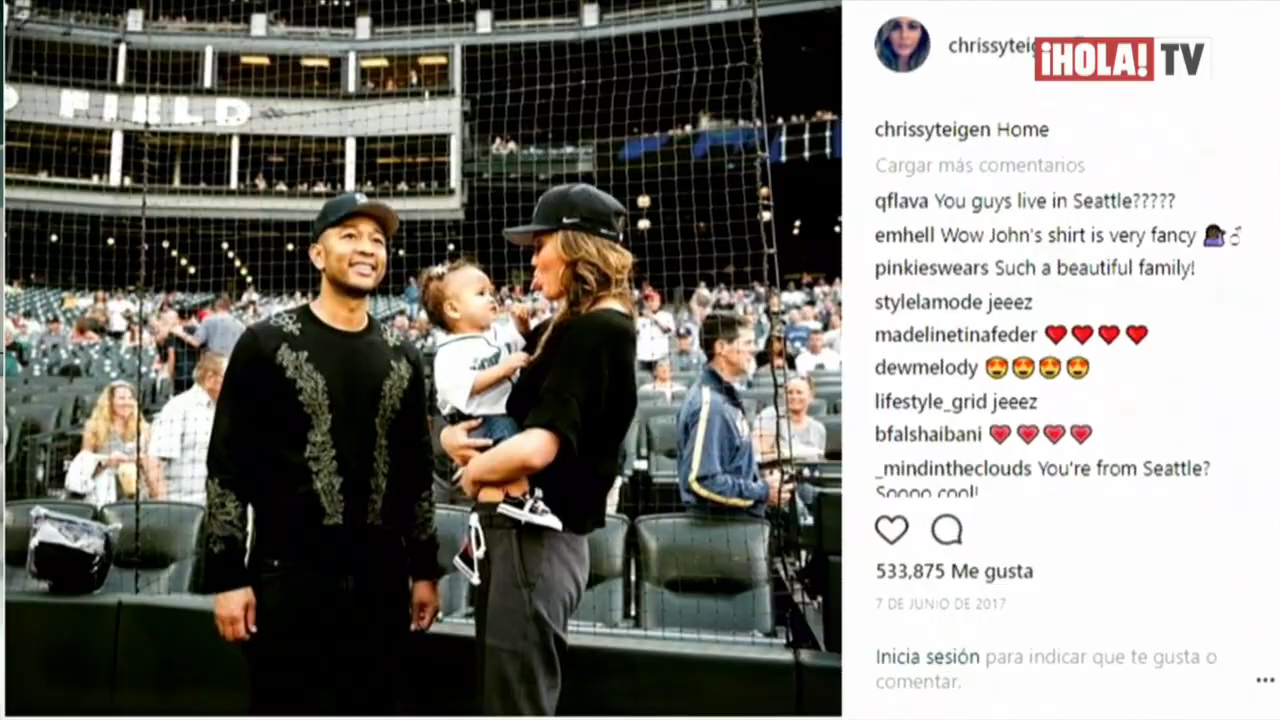 FIELD
chrissyteig
¡HOLA! TV
chrissyteigen Home
Cargar más comentarios
qflava You guys live in Seattle?????
emhell Wow John's shirt is very fancy 🙅🏿‍♂
pinkieswears Such a beautiful family!
stylelamode jeeez
madelinetinafeder ❤️❤️❤️❤️
dewmelody 😍😍😍😍
lifestyle_grid jeeez
bfalshaibani 💗💗💗💗
_mindintheclouds You're from Seattle?
Soooo cool!
533,875 Me gusta
7 DE JUNIO DE 2017
Inicia sesión para indicar que te gusta o
comentar.